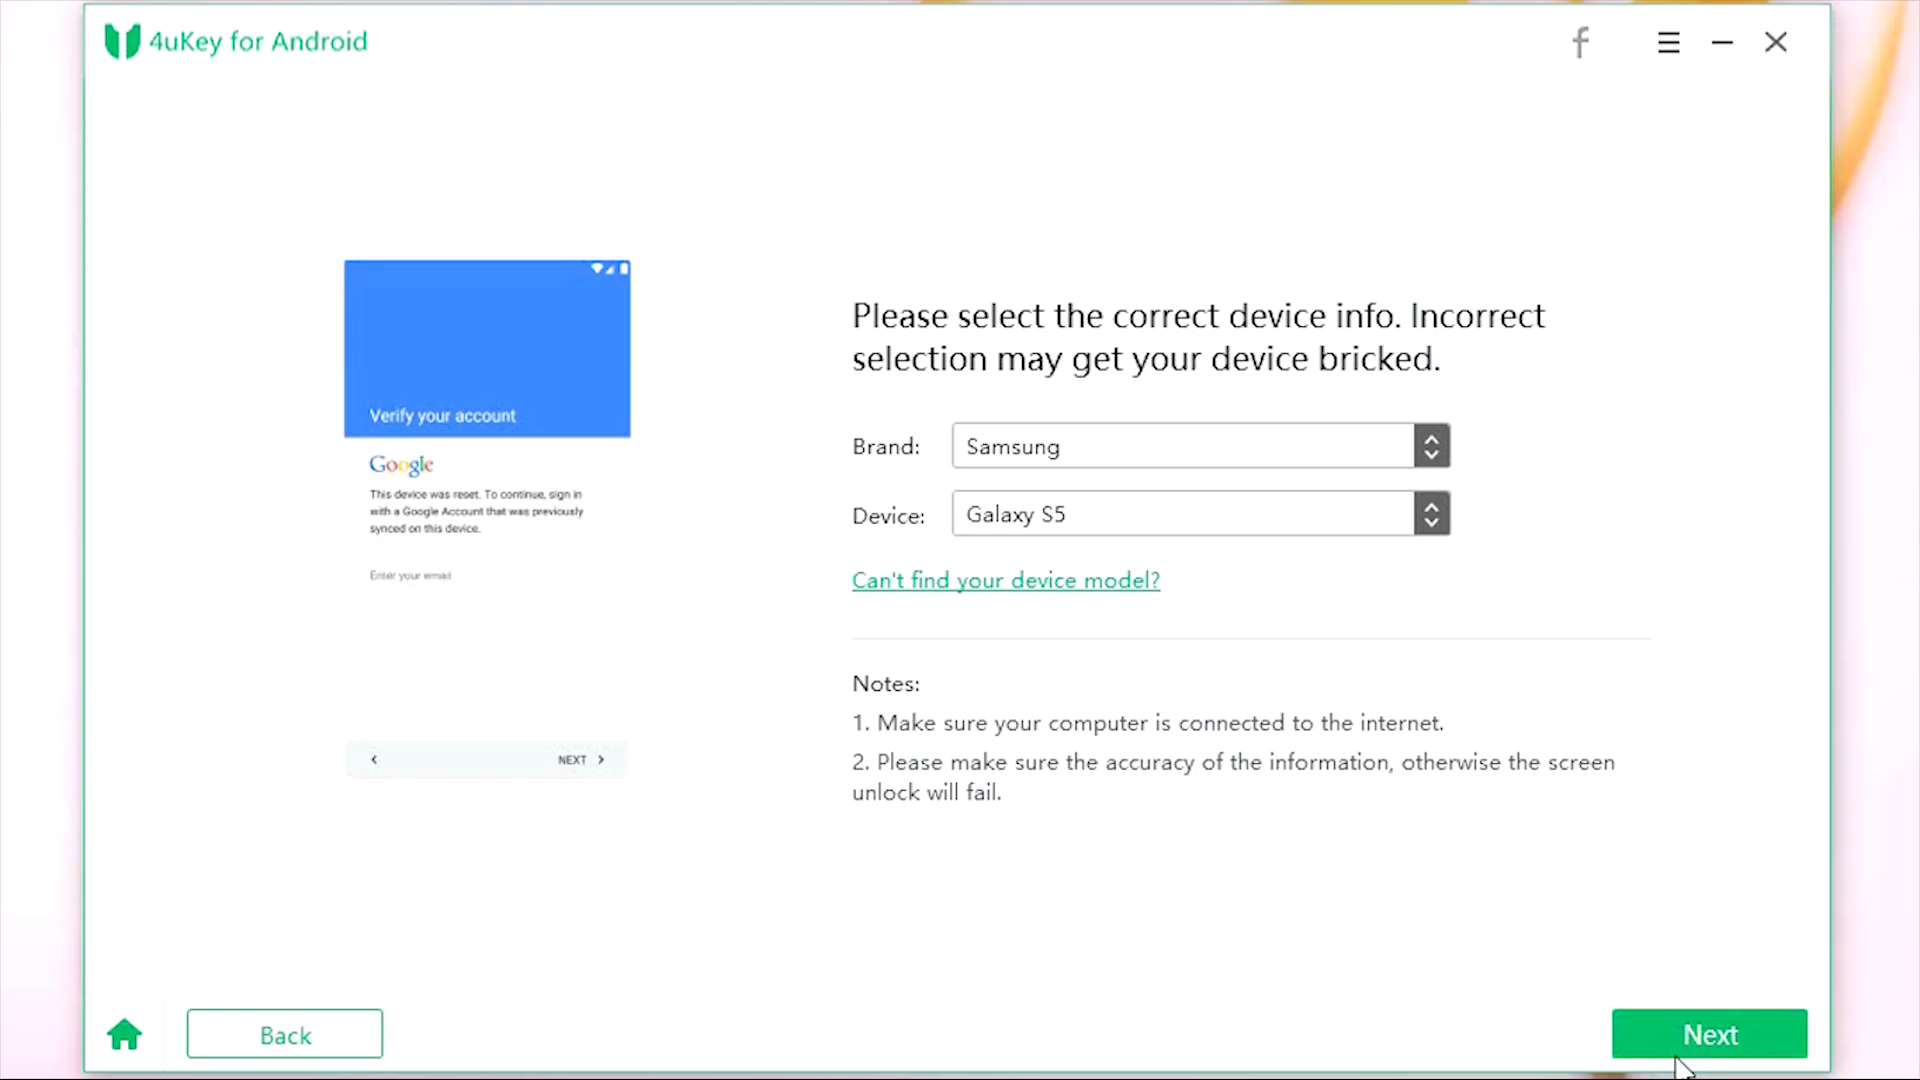 4uKey for Android
Verify your account
Google
This device was reset. To continue, sign in
with a Google Account that was previously
synced on this device.
Enter your email
NEXT
Please select the correct device info. Incorrect
selection may get your device bricked.
Brand: Samsung
Device: Galaxy S5
Can't find your device model?
Notes:
1. Make sure your computer is connected to the internet.
2. Please make sure the accuracy of the information, otherwise the screen
unlock will fail.
Back
Next